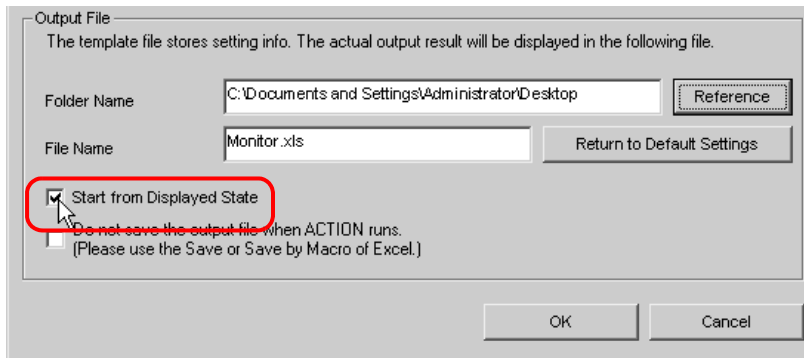 Output File
The template file stores setting info. The actual output result will be displayed in the following file.
Folder Name
C:\Documents and Settings\Administrator\Desktop
Reference
File Name
Monitor.xls
Return to Default Settings
Start from Displayed State
Do not save the output file when ACTION runs.
(Please use the Save or Save by Macro of Excel.)
OK
Cancel